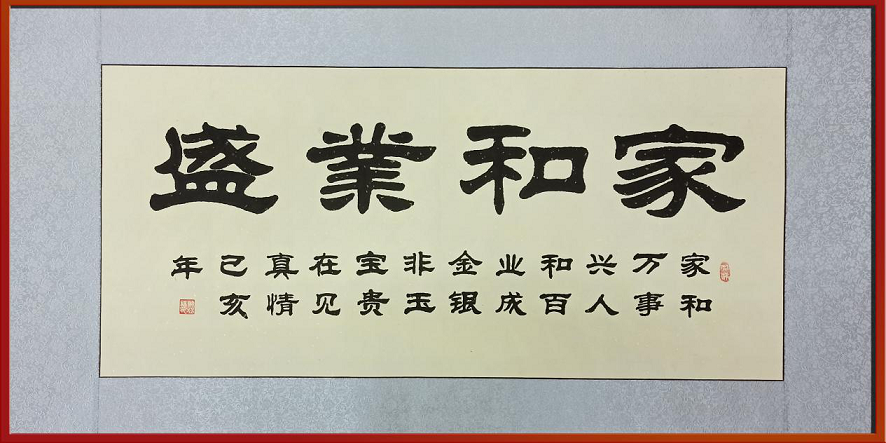 家和業盛
家和
万事
兴人
和百
业成
金银
非玉
宝贵
在见
真情
己亥
年